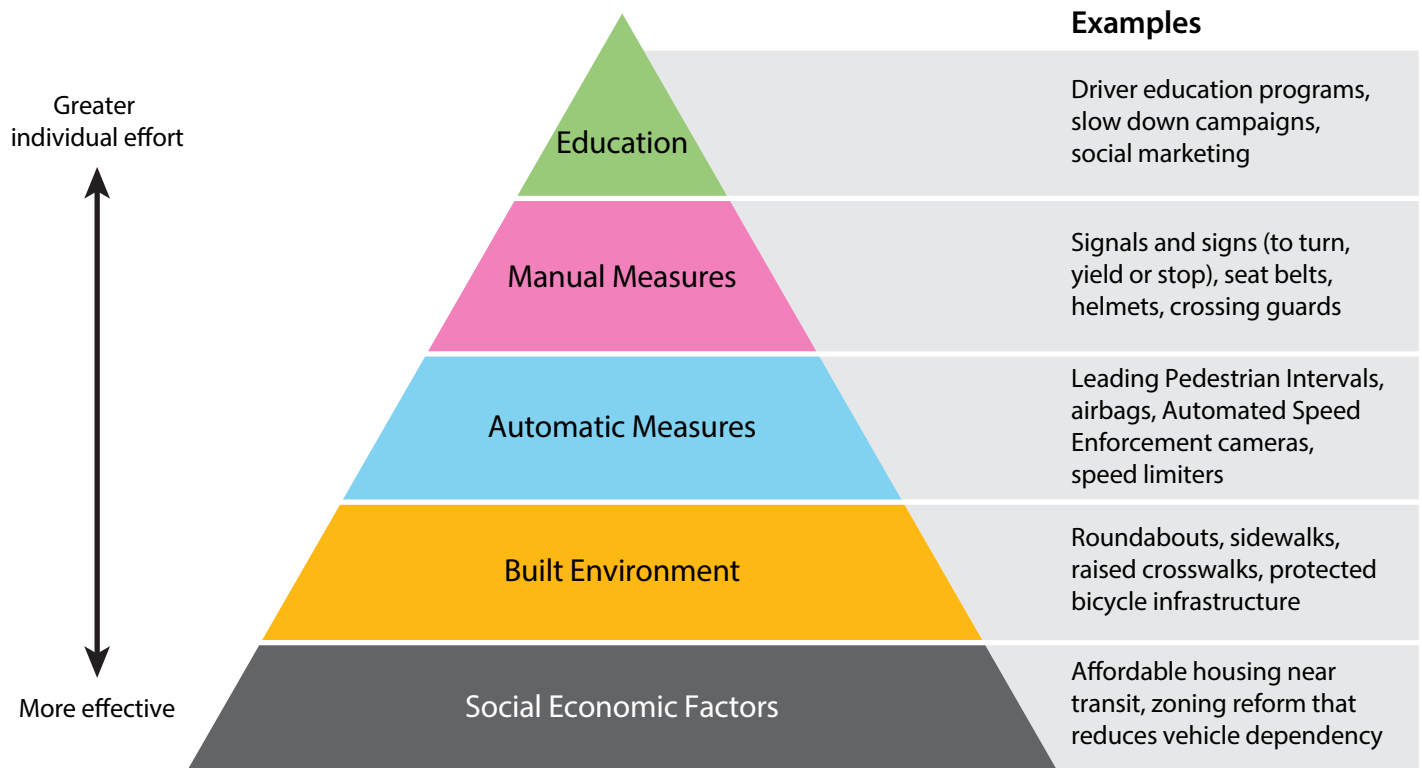 Examples
Greater
individual effort
More effective
Education
Driver education programs,
slow down campaigns,
social marketing
Manual Measures
Signals and signs (to turn,
yield or stop), seat belts,
helmets, crossing guards
Automatic Measures
Leading Pedestrian Intervals,
airbags, Automated Speed
Enforcement cameras,
speed limiters
Built Environment
Roundabouts, sidewalks,
raised crosswalks, protected
bicycle infrastructure
Social Economic Factors
Affordable housing near
transit, zoning reform that
reduces vehicle dependency